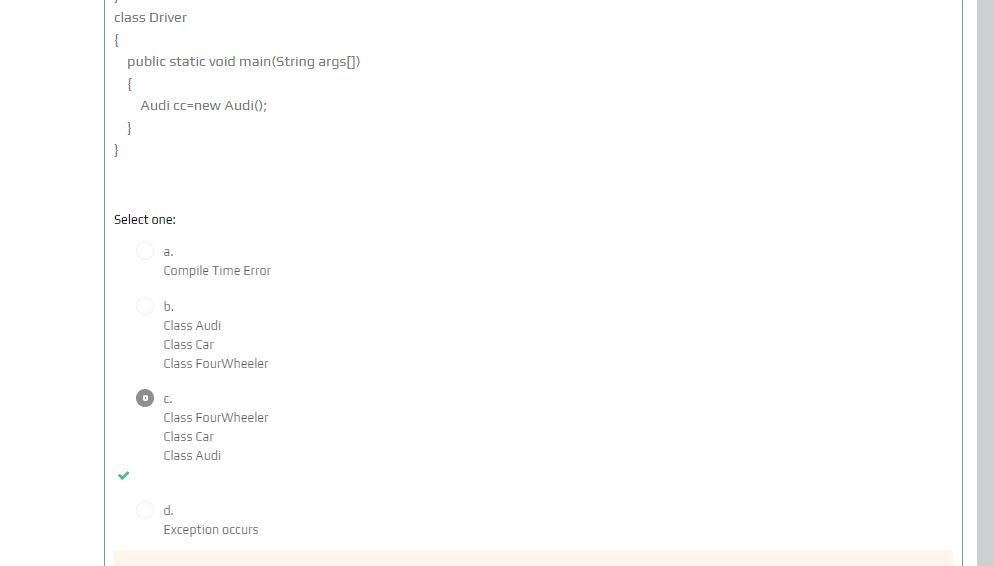 }
class Driver
{
public static void main(String args[])
{
Audi cc=new Audi();
}
}
Select one:
a.
Compile Time Error
b.
Class Audi
Class Car
Class FourWheeler
c.
Class FourWheeler
Class Car
Class Audi
d.
Exception occurs